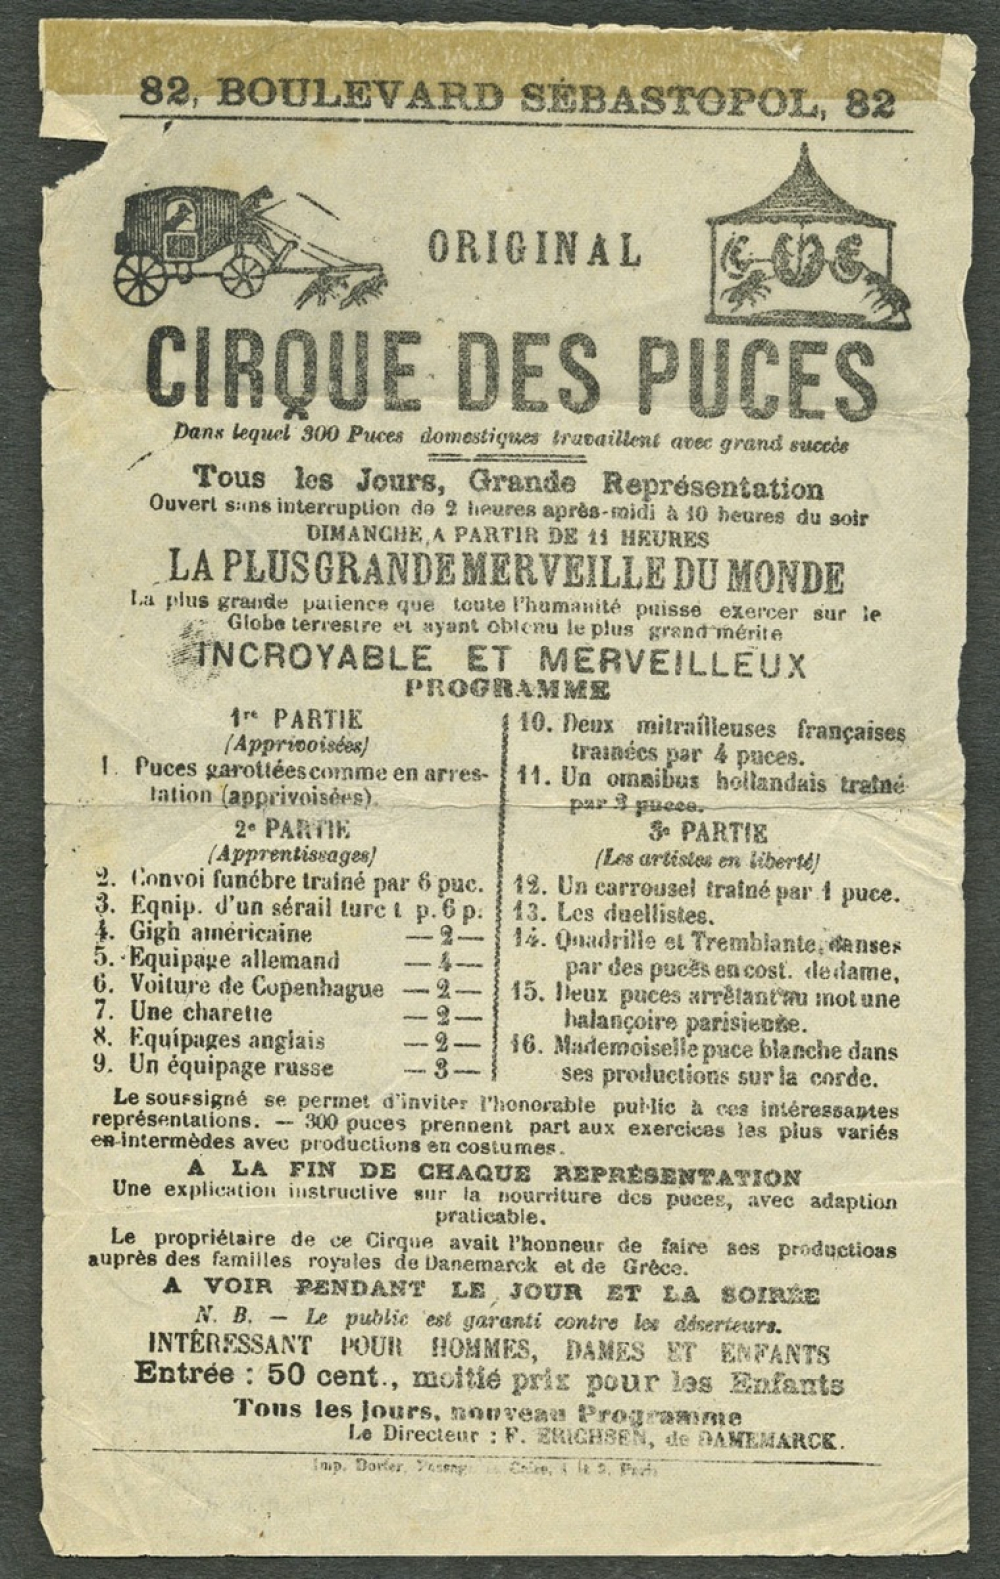 82, BOULEVARD SÉBASTOPOL, 82
ORIGINAL
CIRQUE DES PUCES
Dans lequel 300 Puces domestiques travaillent avec grand succès
Tous les Jours, Grande Représentation
Ouvert sans interruption de 2 heures après-midi à 10 heures du soir
DIMANCHE, A PARTIR DE 11 HEURES
LA PLUS GRANDE MERVEILLE DU MONDE
La plus grande patience que toute l'humanité puisse exercer sur le
Globe terrestre et ayant obtenu le plus grand mérite
INCROYABLE ET MERVEILLEUX
PROGRAMME
1re PARTIE
(Apprivoisées)
1. Puces garottées comme en arres-
tation (apprivoisées).
2e PARTIE
(Apprentissages)
2. Convoi funébre traîné par 6 puc.
3. Eqnip. d'un sérail turc t p. 6 p.
4. Gigh américaine — 2 —
5. Equipage allemand — 4 —
6. Voiture de Copenhague — 2 —
7. Une charette — 2 —
8. Equipages anglais — 2 —
9. Un équipage russe — 3 —
10. Deux mitrailleuses françaises
traînées par 4 puces.
11. Un omnibus hollandais traîné
par 3 puces.
3e PARTIE
(Les artistes en liberté)
12. Un carrousel traîné par 1 puce.
13. Les duellistes.
14. Quadrille et Tremblante, danses
par des puces en cost. de dame,
15. Deux puces arrêtant au mot une
balançoire parisienne.
16. Mademoiselle puce blanche dans
ses productions sur la corde.
Le soussigné se permet d'inviter l'honorable public à ces intéressantes
représentations. — 300 puces prennent part aux exercices les plus variés
en intermèdes avec productions en costumes.
A LA FIN DE CHAQUE REPRÉSENTATION
Une explication instructive sur la nourriture des puces, avec adaption
praticable.
Le propriétaire de ce Cirque avait l'honneur de faire ses productions
auprès des familles royales de Danemarck et de Grèce.
A VOIR PENDANT LE JOUR ET LA SOIRÉE
N. B. — Le public est garanti contre les déserteurs.
INTÉRESSANT POUR HOMMES, DAMES ET ENFANTS
Entrée : 50 cent., moitié prix pour les Enfants
Tous les jours, nouveau Programme
Le Directeur : F. ERICHSEN, de DAMEMARCK.
Imp. Paris